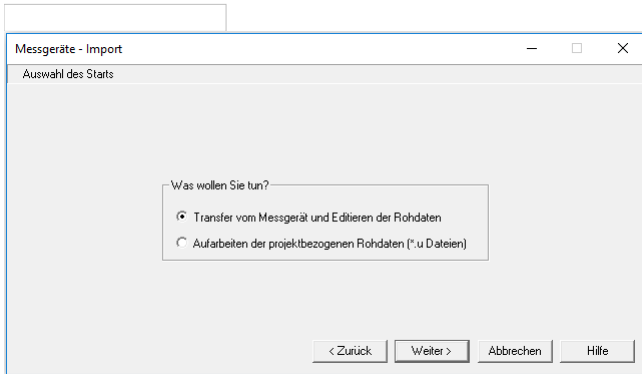 Messgeräte - Import
Auswahl des Starts
Was wollen Sie tun?
Transfer vom Messgerät und Editieren der Rohdaten
Aufarbeiten der projektbezogenen Rohdaten (*.u Dateien)
< Zurück Weiter > Abbrechen Hilfe